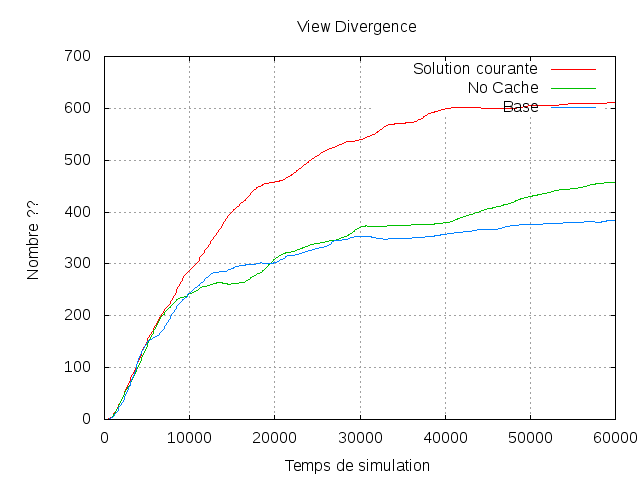 View Divergence
700
600
500
400
300
200
100
0
Nombre ??
Solution courante
No Cache
Base
0 10000 20000 30000 40000 50000 60000
Temps de simulation